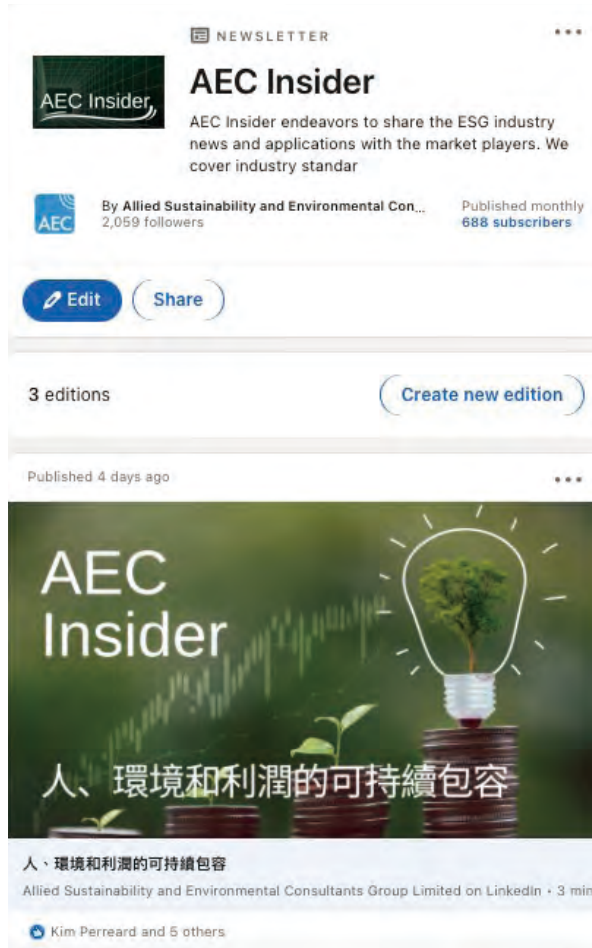 NEWSLETTER
AEC Insider
AEC Insider
AEC Insider endeavors to share the ESG industry
news and applications with the market players. We
cover industry standar
AEC
By Allied Sustainability and Environmental Con...
2,059 followers
Published monthly
688 subscribers
Edit
Share
3 editions
Create new edition
Published 4 days ago
AEC
Insider
人、環境和利潤的可持續包容
人、環境和利潤的可持續包容
Allied Sustainability and Environmental Consultants Group Limited on LinkedIn • 3 min
Kim Perreard and 5 others